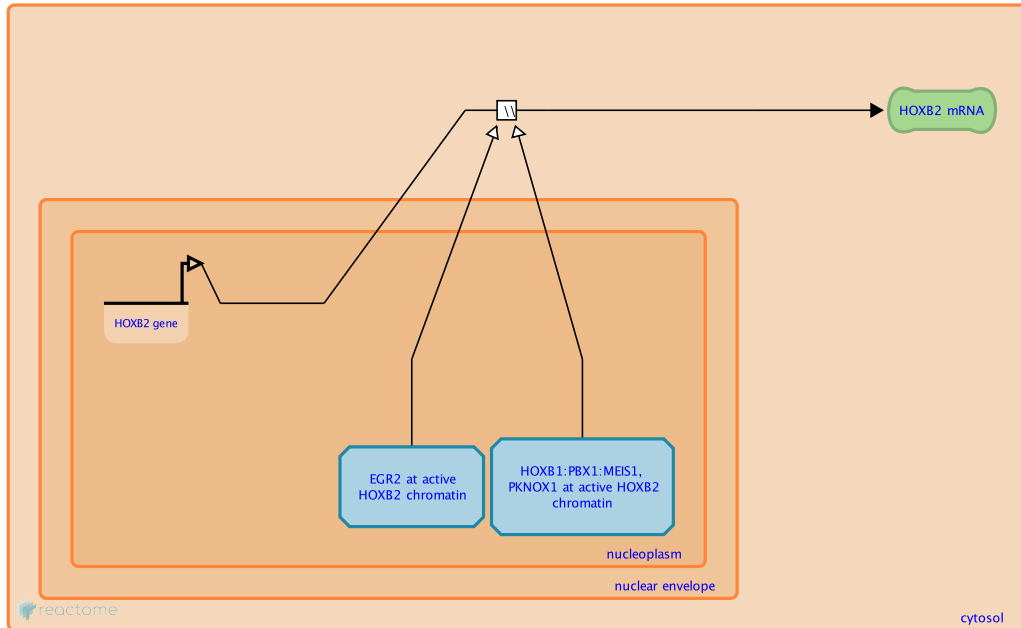 \\
HOXB2 mRNA
HOXB2 gene
EGR2 at active
HOXB2 chromatin
HOXB1:PBX1:MEIS1,
PKNOX1 at active HOXB2
chromatin
nucleoplasm
nuclear envelope
reactome
cytosol